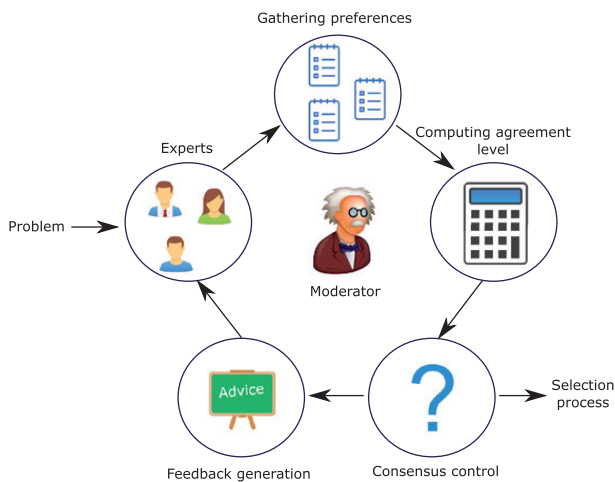 Gathering preferences
Experts
Computing agreement
level
Problem
Moderator
Advice
?
Selection
process
Feedback generation
Consensus control